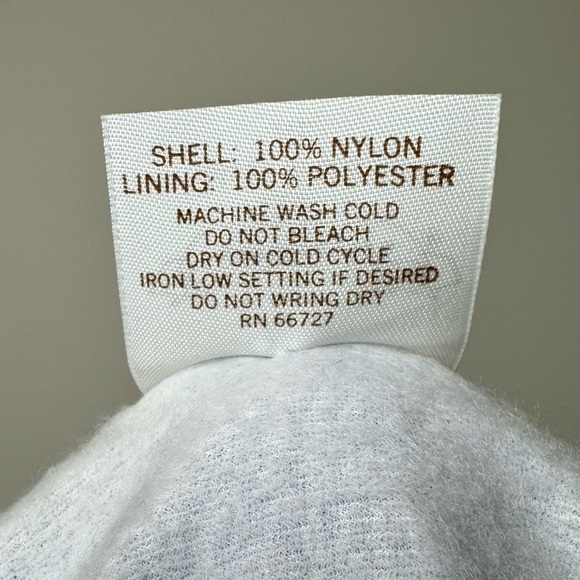 SHELL: 100% NYLON
LINING: 100% POLYESTER
MACHINE WASH COLD
DO NOT BLEACH
DRY ON COLD CYCLE
IRON LOW SETTING IF DESIRED
DO NOT WRING DRY
RN 66727